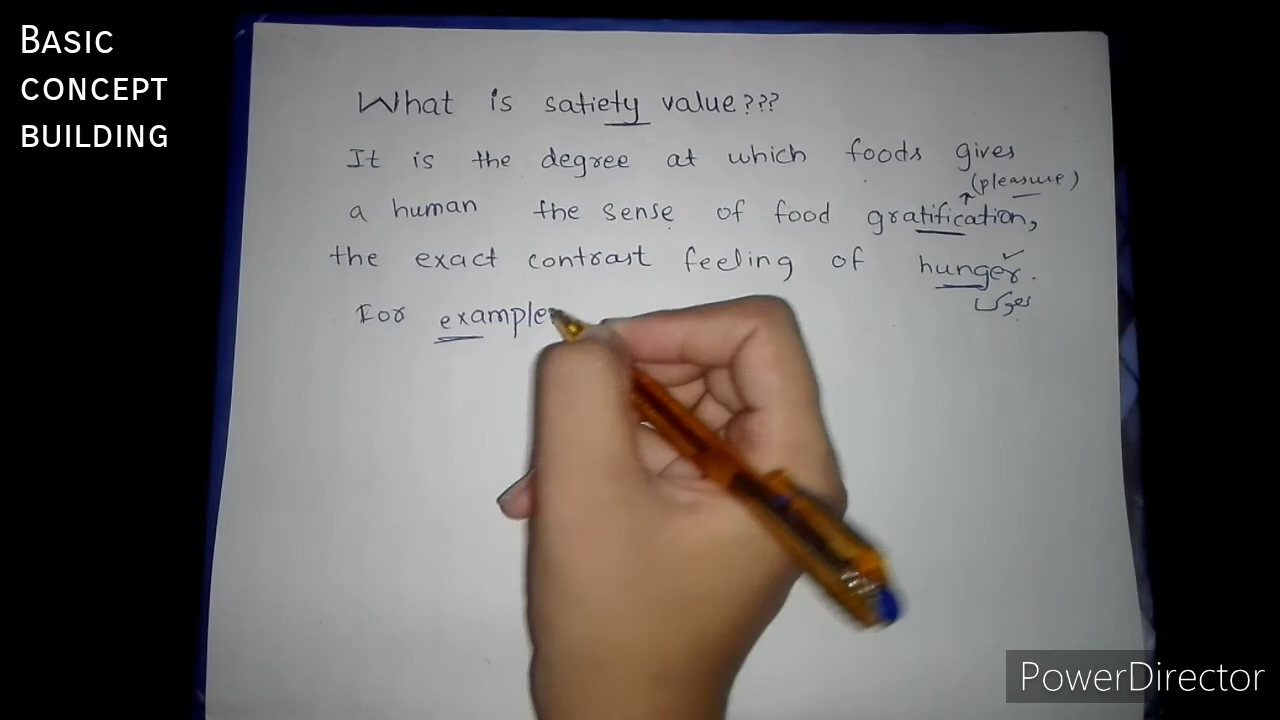 BASIC
CONCEPT
BUILDING
What is satiety value???
It is the degree at which foods gives
(pleasure)
a human the sense of food gratification,
the exact contrast feeling of hunger.
بھوک
For example
PowerDirector